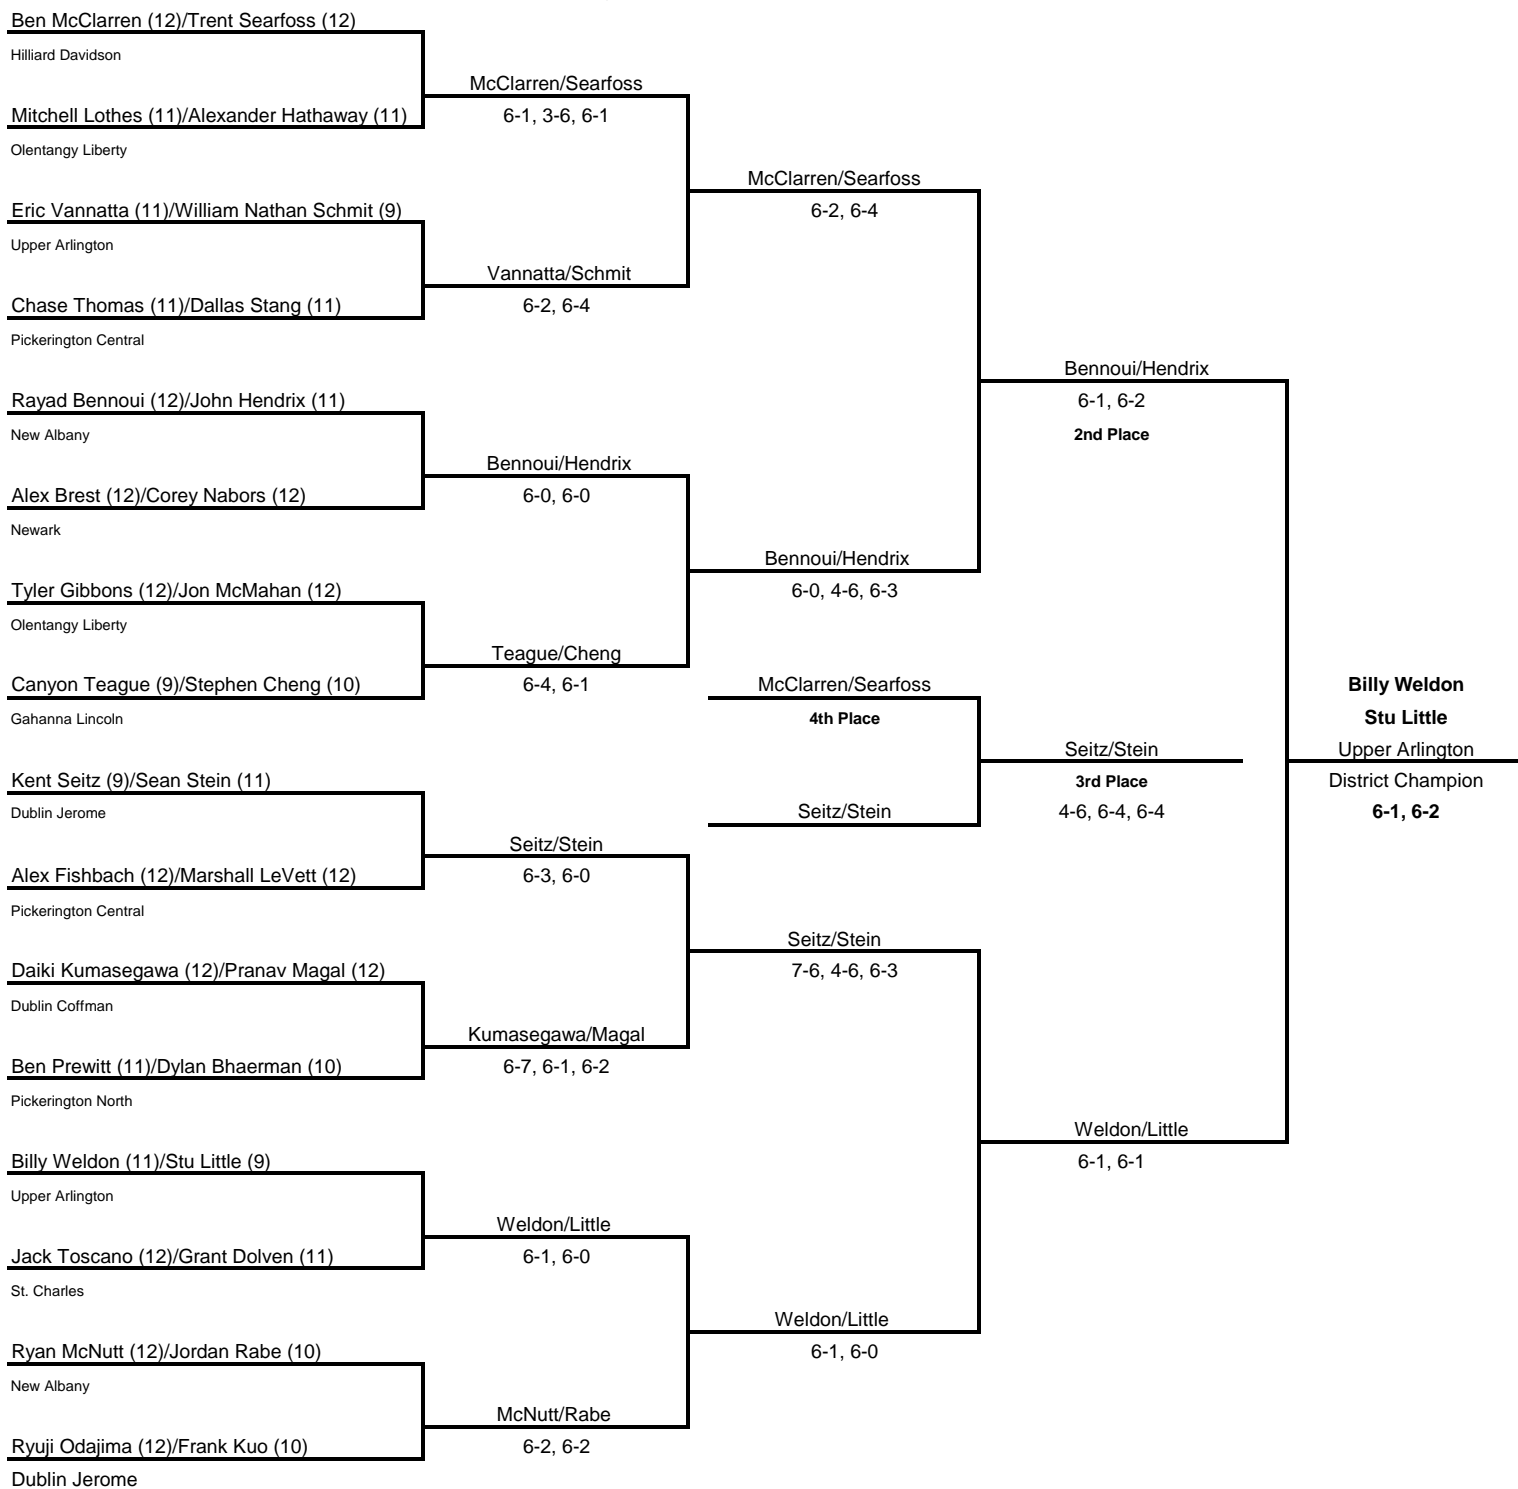 Ben McClarren (12)/Trent Searfoss (12)
Hilliard Davidson
McClarren/Searfoss
Mitchell Lothes (11)/Alexander Hathaway (11)
6-1, 3-6, 6-1
Olentangy Liberty
McClarren/Searfoss
Eric Vannatta (11)/William Nathan Schmit (9)
6-2, 6-4
Upper Arlington
Vannatta/Schmit
Chase Thomas (11)/Dallas Stang (11)
6-2, 6-4
Pickerington Central
Bennoui/Hendrix
Rayad Bennoui (12)/John Hendrix (11)
6-1, 6-2
New Albany
2nd Place
Bennoui/Hendrix
Alex Brest (12)/Corey Nabors (12)
6-0, 6-0
Newark
Bennoui/Hendrix
Tyler Gibbons (12)/Jon McMahan (12)
6-0, 4-6, 6-3
Olentangy Liberty
Teague/Cheng
Canyon Teague (9)/Stephen Cheng (10)
6-4, 6-1
McClarren/Searfoss
Billy Weldon
Gahanna Lincoln
4th Place
Stu Little
Seitz/Stein
Upper Arlington
Kent Seitz (9)/Sean Stein (11)
3rd Place
District Champion
Dublin Jerome
Seitz/Stein
4-6, 6-4, 6-4
6-1, 6-2
Seitz/Stein
Alex Fishbach (12)/Marshall LeVett (12)
6-3, 6-0
Pickerington Central
Seitz/Stein
Daiki Kumasegawa (12)/Pranav Magal (12)
7-6, 4-6, 6-3
Dublin Coffman
Kumasegawa/Magal
Ben Prewitt (11)/Dylan Bhaerman (10)
6-7, 6-1, 6-2
Pickerington North
Weldon/Little
Billy Weldon (11)/Stu Little (9)
6-1, 6-1
Upper Arlington
Weldon/Little
Jack Toscano (12)/Grant Dolven (11)
6-1, 6-0
St. Charles
Weldon/Little
Ryan McNutt (12)/Jordan Rabe (10)
6-1, 6-0
New Albany
McNutt/Rabe
Ryuji Odajima (12)/Frank Kuo (10)
6-2, 6-2
Dublin Jerome